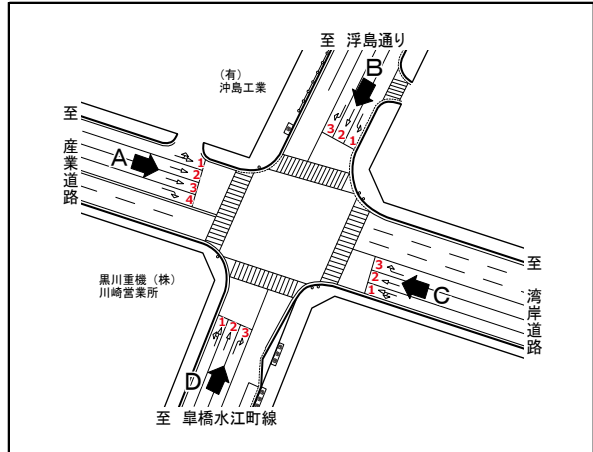 至 浮島通り
(有)
沖島工業
B
3 2 1
至 産業道路
A
1
2
3
4
黒川重機（株）
川崎営業所
3
2
1
C
至 湾岸道路
1 2 3
D
至 皐橋水江町線